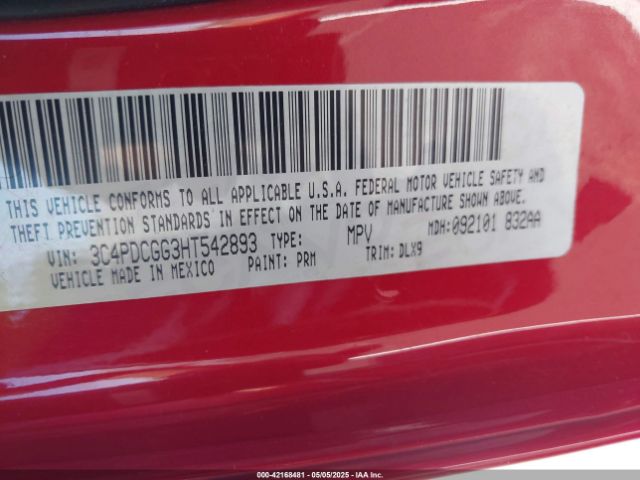 THIS VEHICLE CONFORMS TO ALL APPLICABLE U.S.A. FEDERAL MOTOR VEHICLE SAFETY AND
THEFT PREVENTION STANDARDS IN EFFECT ON THE DATE OF MANUFACTURE SHOWN ABOVE.
VIN: 3C4PDCGG3HT542893 TYPE: MPV MDH:092101 832AA
VEHICLE MADE IN MEXICO PAINT: PRM TRIM: DLX9
000-42168481 - 05/05/2025 - IAAI.com